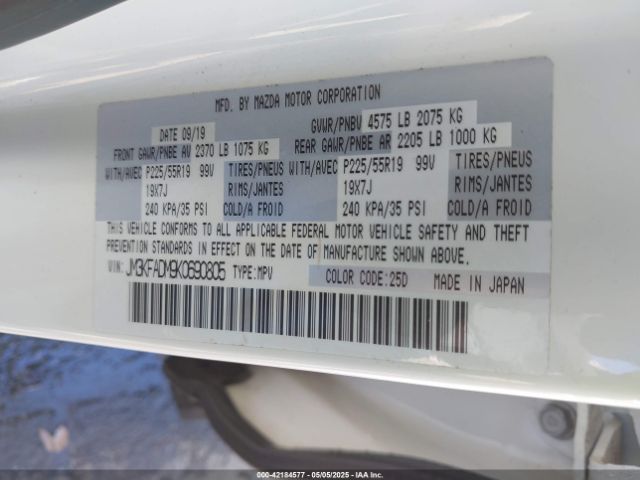 MFD. BY MAZDA MOTOR CORPORATION
DATE 09/19 GVWR/PNBV 4575 LB 2075 KG
FRONT GAWR/PNBE AV 2370 LB 1075 KG REAR GAWR/PNBE AR 2205 LB 1000 KG
WITH/AVEC P225/55R19 99V TIRES/PNEUS WITH/AVEC P225/55R19 99V TIRES/PNEUS
19X7J RIMS/JANTES 19X7J RIMS/JANTES
240 KPA/35 PSI COLD/A FROID 240 KPA/35 PSI COLD/A FROID
THIS VEHICLE CONFORMS TO ALL APPLICABLE FEDERAL MOTOR VEHICLE SAFETY AND THEFT
PREVENTION STANDARDS IN EFFECT ON THE DATE OF MANUFACTURE SHOWN ABOVE.
VIN: JM3KFADM9K0690805 TYPE: MPV COLOR CODE: 25D MADE IN JAPAN
000-42184577 - 05/05/2025 - IAA Inc.